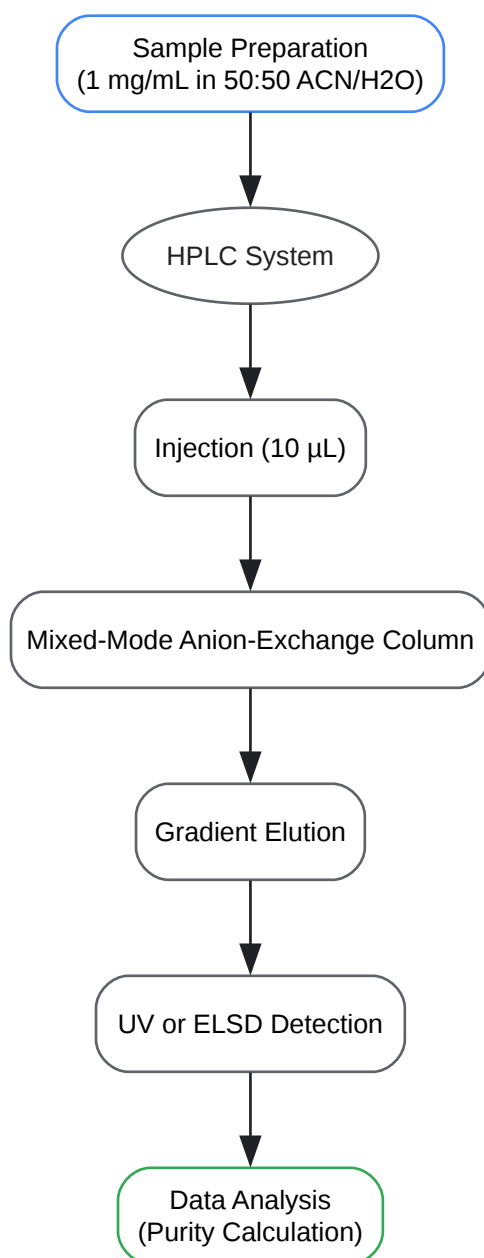 Sample Preparation
(1 mg/mL in 50:50 ACN/H2O)
HPLC System
Injection (10 µL)
Mixed-Mode Anion-Exchange Column
Gradient Elution
UV or ELSD Detection
Data Analysis
(Purity Calculation)